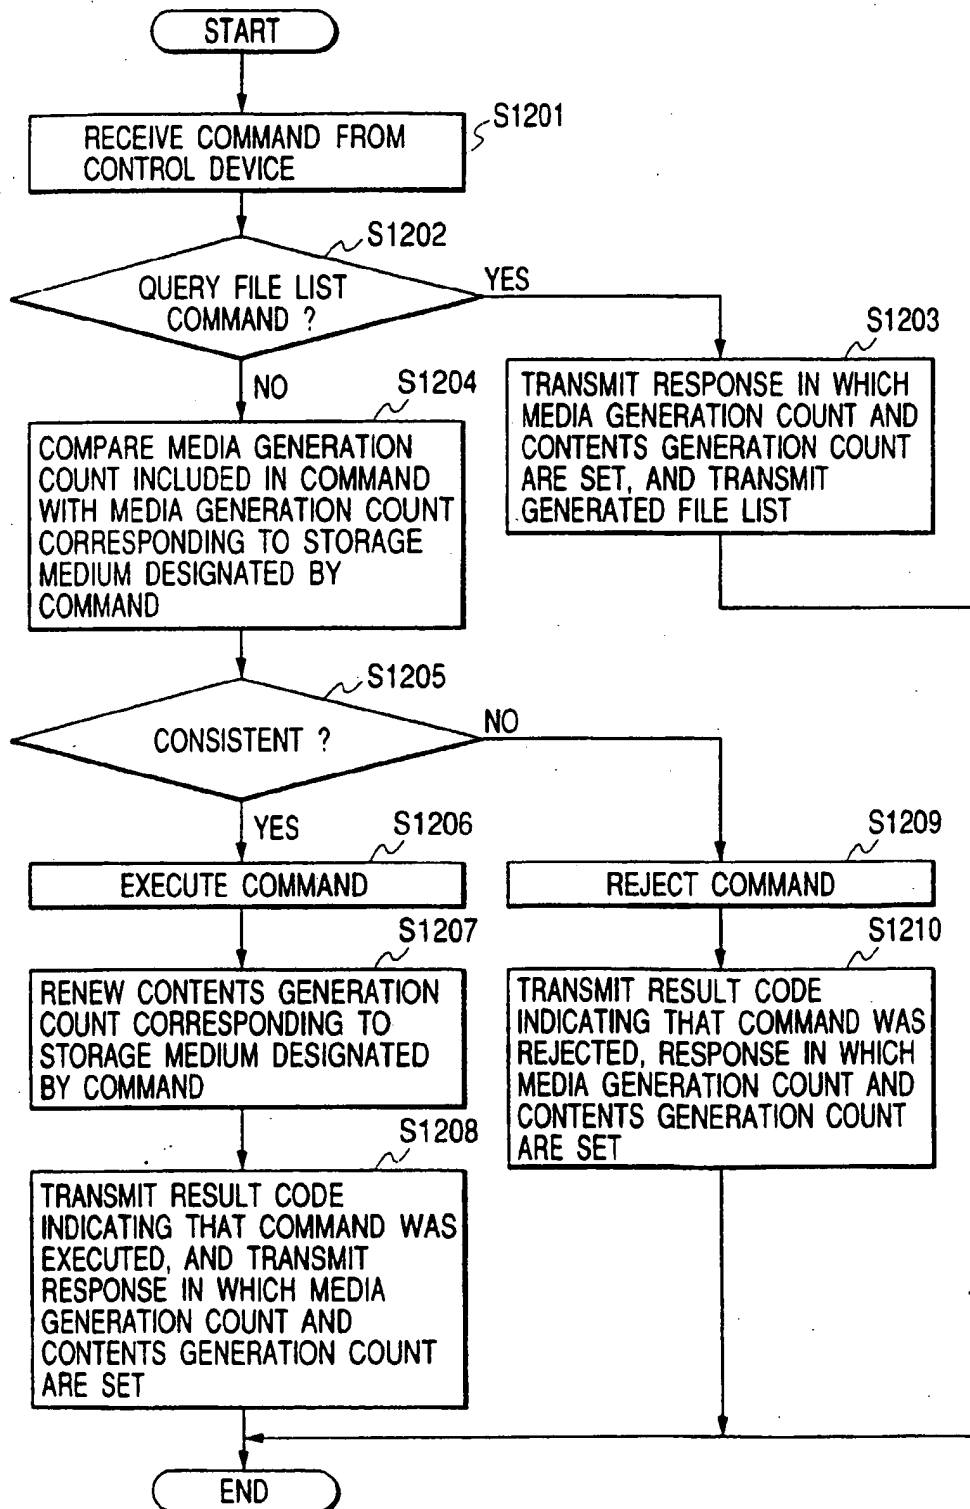 START
S1201
RECEIVE COMMAND FROM
CONTROL DEVICE
S1202
QUERY FILE LIST
COMMAND ?
YES
NO
S1203
TRANSMIT RESPONSE IN WHICH
MEDIA GENERATION COUNT AND
CONTENTS GENERATION COUNT
ARE SET, AND TRANSMIT
GENERATED FILE LIST
S1204
COMPARE MEDIA GENERATION
COUNT INCLUDED IN COMMAND
WITH MEDIA GENERATION COUNT
CORRESPONDING TO STORAGE
MEDIUM DESIGNATED BY
COMMAND
S1205
CONSISTENT ?
NO
YES
S1206
EXECUTE COMMAND
S1209
REJECT COMMAND
S1207
RENEW CONTENTS GENERATION
COUNT CORRESPONDING TO
STORAGE MEDIUM DESIGNATED
BY COMMAND
S1210
TRANSMIT RESULT CODE
INDICATING THAT COMMAND WAS
REJECTED, RESPONSE IN WHICH
MEDIA GENERATION COUNT AND
CONTENTS GENERATION COUNT
ARE SET
S1208
TRANSMIT RESULT CODE
INDICATING THAT COMMAND WAS
EXECUTED, AND TRANSMIT
RESPONSE IN WHICH MEDIA
GENERATION COUNT AND
CONTENTS GENERATION COUNT
ARE SET
END